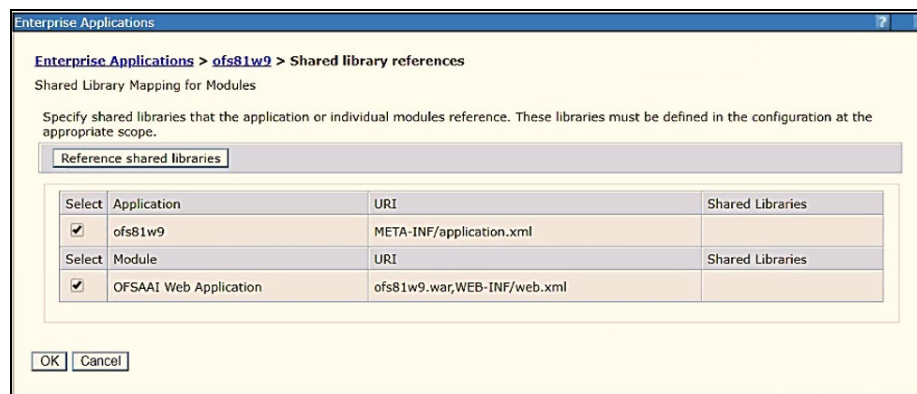 Enterprise Applications ?
Enterprise Applications > ofs81w9 > Shared library references
Shared Library Mapping for Modules
Specify shared libraries that the application or individual modules reference. These libraries must be defined in the configuration at the
appropriate scope.
Reference shared libraries
Select Application URI Shared Libraries
ofs81w9 META-INF/application.xml
Select Module URI Shared Libraries
OFSAAI Web Application ofs81w9.war,WEB-INF/web.xml
OK Cancel